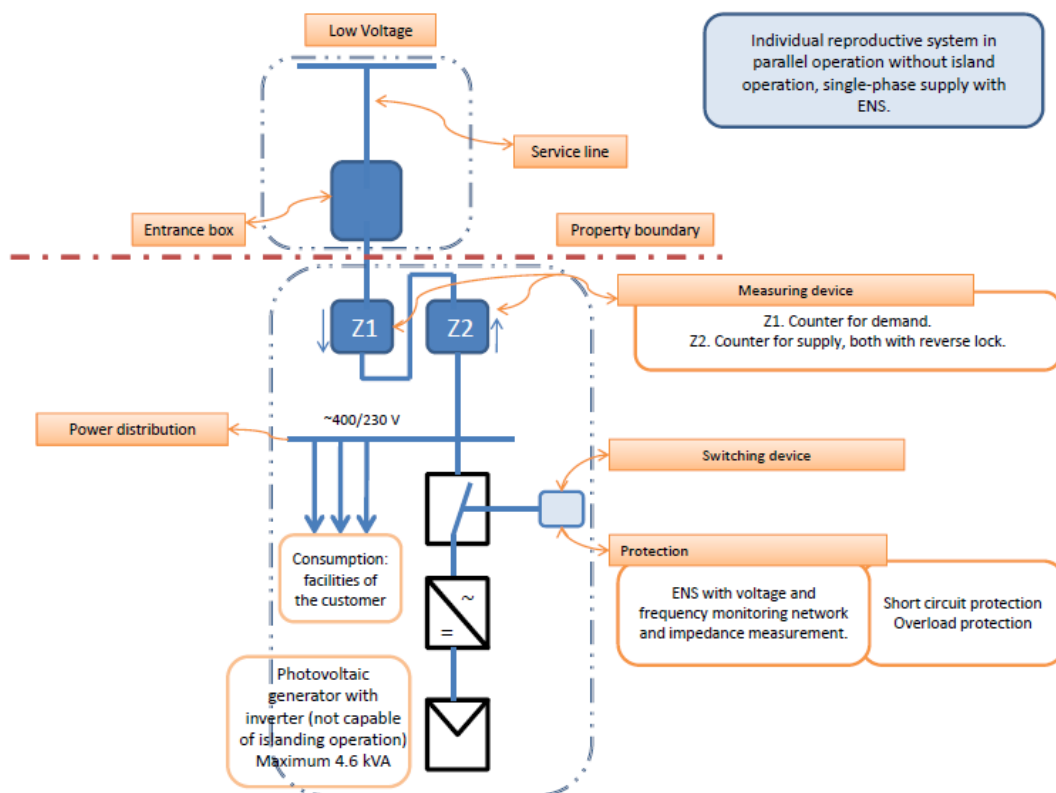 Low Voltage
Individual reproductive system in
parallel operation without island
operation, single-phase supply with
ENS.
Service line
Entrance box
Property boundary
Measuring device
Z1
Z2
Z1. Counter for demand.
Z2. Counter for supply, both with reverse lock.
~400/230 V
Power distribution
Switching device
Consumption:
facilities of
the customer
Protection
ENS with voltage and
frequency monitoring network
and impedance measurement.
Short circuit protection
Overload protection
~
=
Photovoltaic
generator with
inverter (not capable
of islanding operation)
Maximum 4.6 kVA